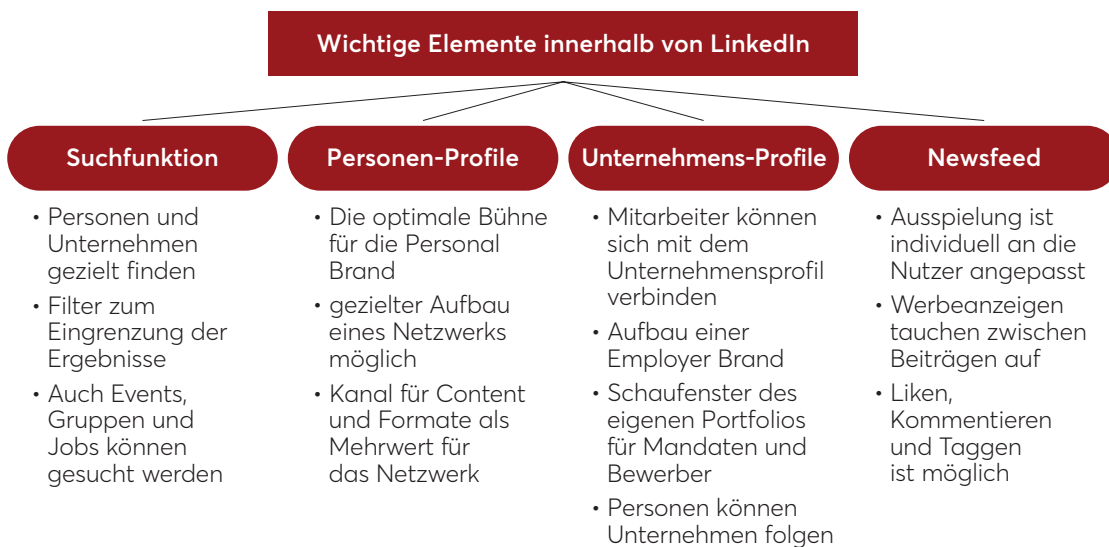 Wichtige Elemente innerhalb von LinkedIn
Suchfunktion
• Personen und
Unternehmen
gezielt finden
• Filter zum
Eingrenzung der
Ergebnisse
• Auch Events,
Gruppen und
Jobs können
gesucht werden
Personen-Profile
• Die optimale Bühne
für die Personal
Brand
• gezielter Aufbau
eines Netzwerks
möglich
• Kanal für Content
und Formate als
Mehrwert für
das Netzwerk
Unternehmens-Profile
• Mitarbeiter können
sich mit dem
Unternehmensprofil
verbinden
• Aufbau einer
Employer Brand
• Schaufenster des
eigenen Portfolios
für Mandaten und
Bewerber
• Personen können
Unternehmen folgen
Newsfeed
• Ausspielung ist
individuell an die
Nutzer angepasst
• Werbeanzeigen
tauchen zwischen
Beiträgen auf
• Liken,
Kommentieren
und Taggen
ist möglich